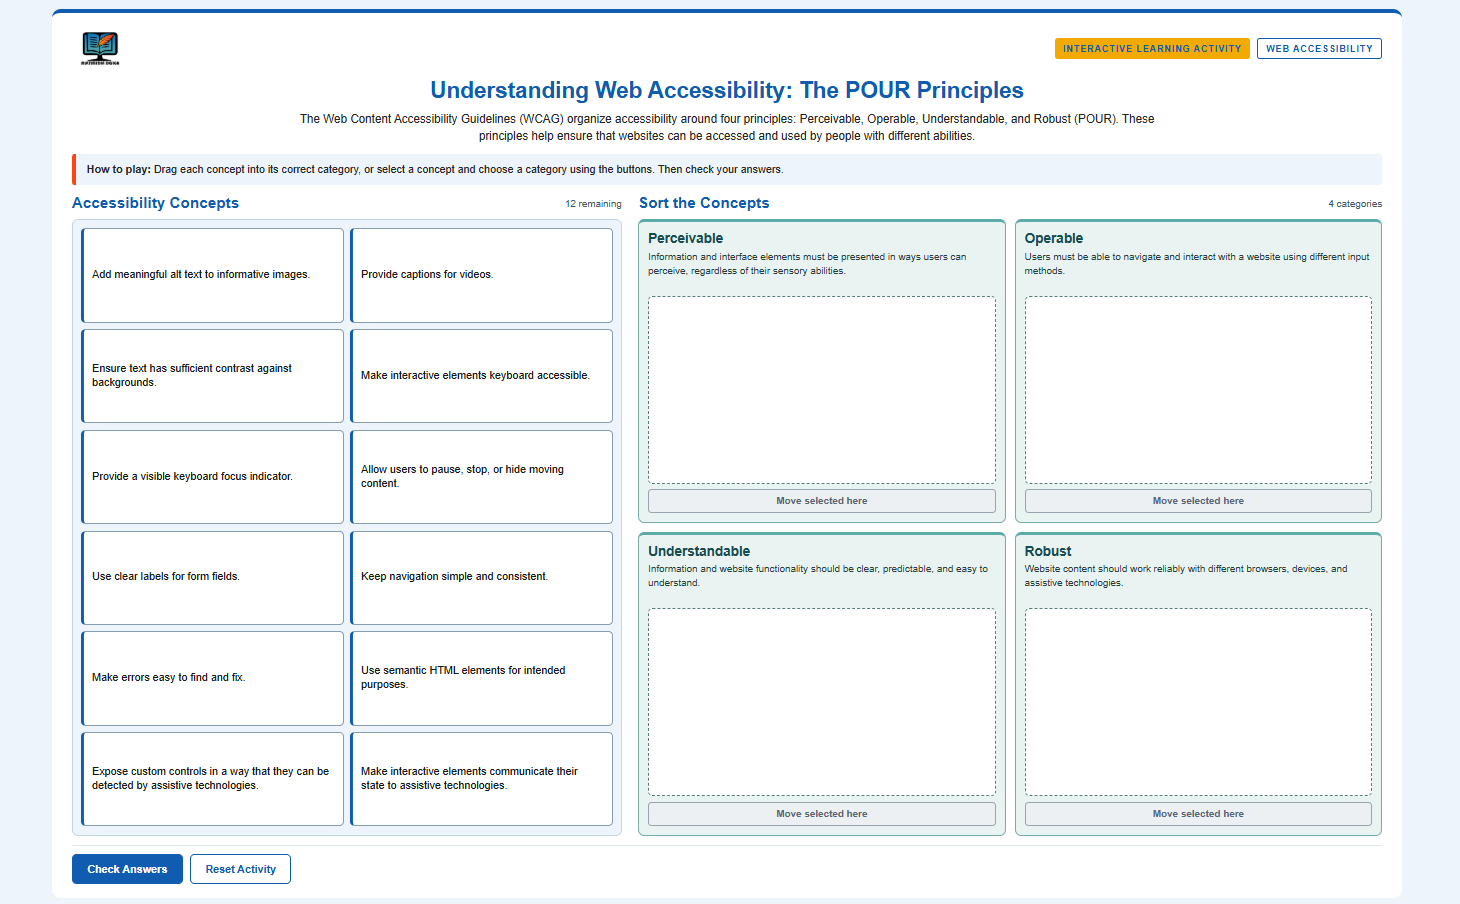 INTERACTIVE LEARNING ACTIVITY
WEB ACCESSIBILITY
Understanding Web Accessibility: The POUR Principles
The Web Content Accessibility Guidelines (WCAG) organize accessibility around four principles: Perceivable, Operable, Understandable, and Robust (POUR). These
principles help ensure that websites can be accessed and used by people with different abilities.
How to play: Drag each concept into its correct category, or select a concept and choose a category using the buttons. Then check your answers.
Accessibility Concepts
12 remaining
Add meaningful alt text to informative images.
Provide captions for videos.
Ensure text has sufficient contrast against
backgrounds.
Make interactive elements keyboard accessible.
Provide a visible keyboard focus indicator.
Allow users to pause, stop, or hide moving
content.
Use clear labels for form fields.
Keep navigation simple and consistent.
Make errors easy to find and fix.
Use semantic HTML elements for intended
purposes.
Expose custom controls in a way that they can be
detected by assistive technologies.
Make interactive elements communicate their
state to assistive technologies.
Sort the Concepts
4 categories
Perceivable
Information and interface elements must be presented in ways users can
perceive, regardless of their sensory abilities.
Move selected here
Operable
Users must be able to navigate and interact with a website using different input
methods.
Move selected here
Understandable
Information and website functionality should be clear, predictable, and easy to
understand.
Move selected here
Robust
Website content should work reliably with different browsers, devices, and
assistive technologies.
Move selected here
Check Answers
Reset Activity